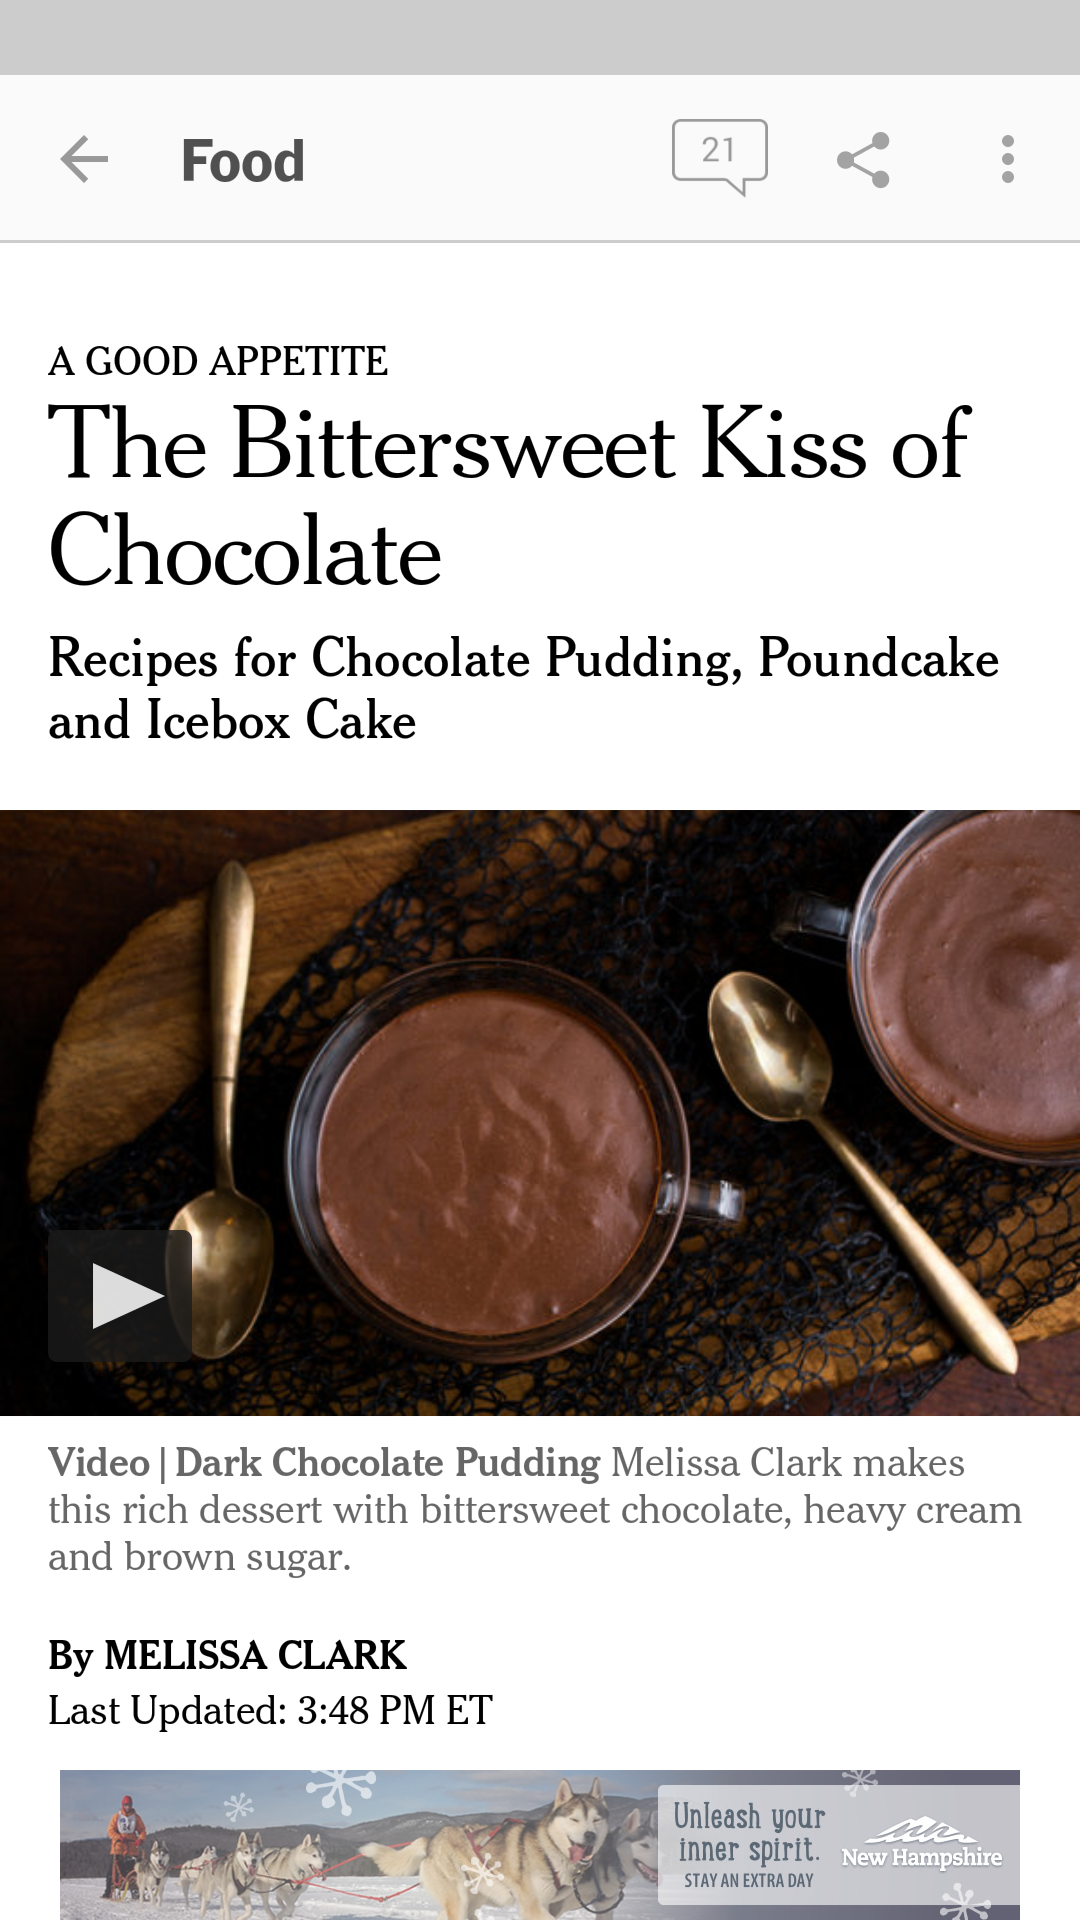 Food
21
A GOOD APPETITE
The Bittersweet Kiss of
Chocolate
Recipes for Chocolate Pudding, Poundcake
and Icebox Cake
Video | Dark Chocolate Pudding Melissa Clark makes
this rich dessert with bittersweet chocolate, heavy cream
and brown sugar.
By MELISSA CLARK
Last Updated: 3:48 PM ET
Unleash your
inner spirit.
STAY AN EXTRA DAY
New Hampshire